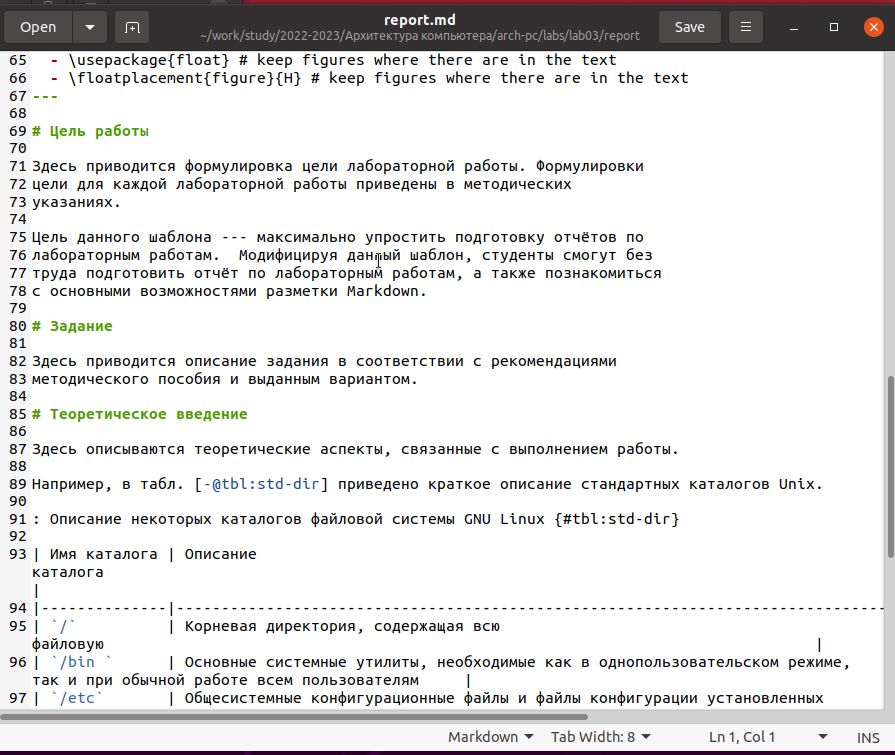 Open
report.md
~/work/study/2022-2023/Архитектура компьютера/arch-pc/labs/lab03/report
Save
65   - \usepackage{float} # keep figures where there are in the text
66   - \floatplacement{figure}{H} # keep figures where there are in the text
67 ---
68
69 # Цель работы
70
71 Здесь приводится формулировка цели лабораторной работы. Формулировки
72 цели для каждой лабораторной работы приведены в методических
73 указаниях.
74
75 Цель данного шаблона --- максимально упростить подготовку отчётов по
76 лабораторным работам.  Модифицируя данный шаблон, студенты смогут без
77 труда подготовить отчёт по лабораторным работам, а также познакомиться
78 с основными возможностями разметки Markdown.
79
80 # Задание
81
82 Здесь приводится описание задания в соответствии с рекомендациями
83 методического пособия и выданным вариантом.
84
85 # Теоретическое введение
86
87 Здесь описываются теоретические аспекты, связанные с выполнением работы.
88
89 Например, в табл. [-@tbl:std-dir] приведено краткое описание стандартных каталогов Unix.
90
91 : Описание некоторых каталогов файловой системы GNU Linux {#tbl:std-dir}
92
93 | Имя каталога | Описание
каталога
|
94 |--------------|-------------------------------------------------------------------------------
95 | `/`          | Корневая директория, содержащая всю
файловую                                                                               |
96 | `/bin `      | Основные системные утилиты, необходимые как в однопользовательском режиме,
так и при обычной работе всем пользователям     |
97 | `/etc`       | Общесистемные конфигурационные файлы и файлы конфигурации установленных
Markdown
Tab Width: 8
Ln 1, Col 1
INS